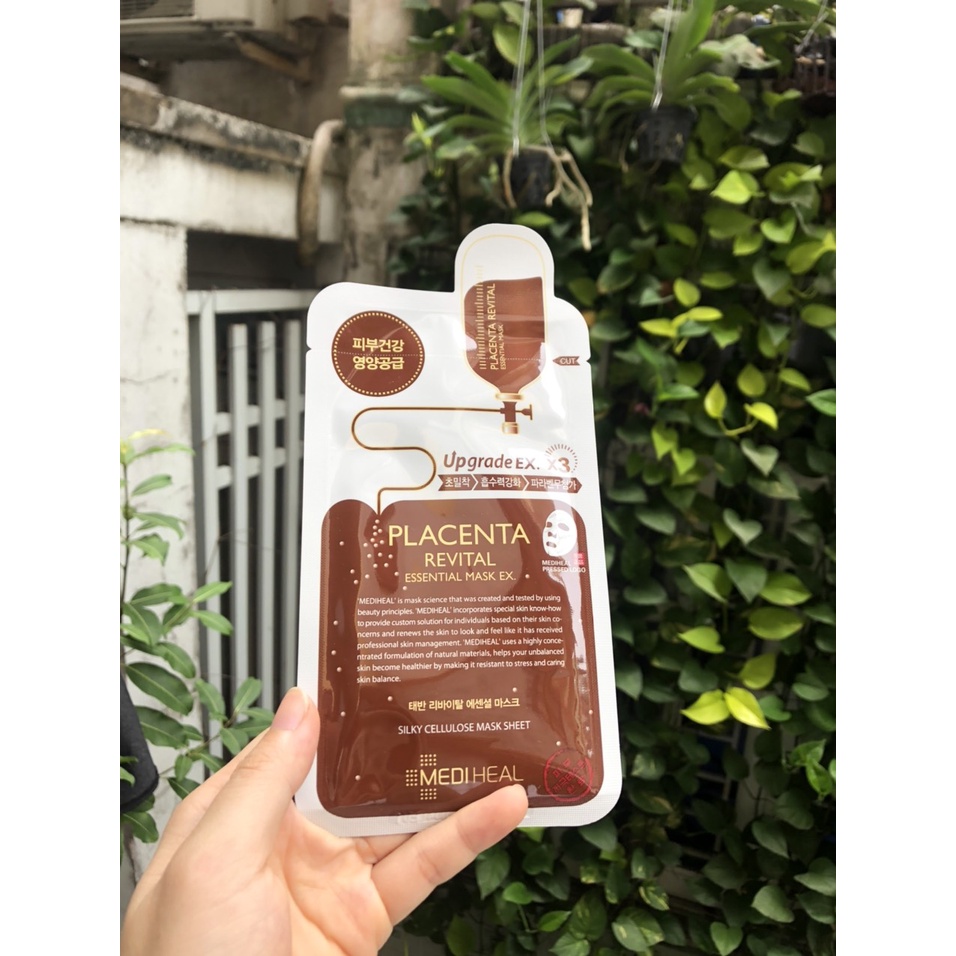 PLACENTA REVITAL
ESSENTIAL MASK
피부건강
영양공급
CUT
Upgrade EX. X3
초밀착 흡수력강화 파라벤무첨가
PLACENTA
REVITAL
ESSENTIAL MASK EX.
MEDIHEAL
PRESSED LOGO
'MEDIHEAL' is mask science that was created and tested by using
beauty principles. 'MEDIHEAL' incorporates special skin know-how
to provide custom solution for individuals based on their skin co-
ncerns and renews the skin to look and feel like it has received
professional skin management. 'MEDIHEAL' uses a highly conce-
ntrated formulation of natural materials, helps your unbalanced
skin become healthier by making it resistant to stress and caring
skin balance.
태반 리바이탈 에센셜 마스크
SILKY CELLULOSE MASK SHEET
MEDIHEAL